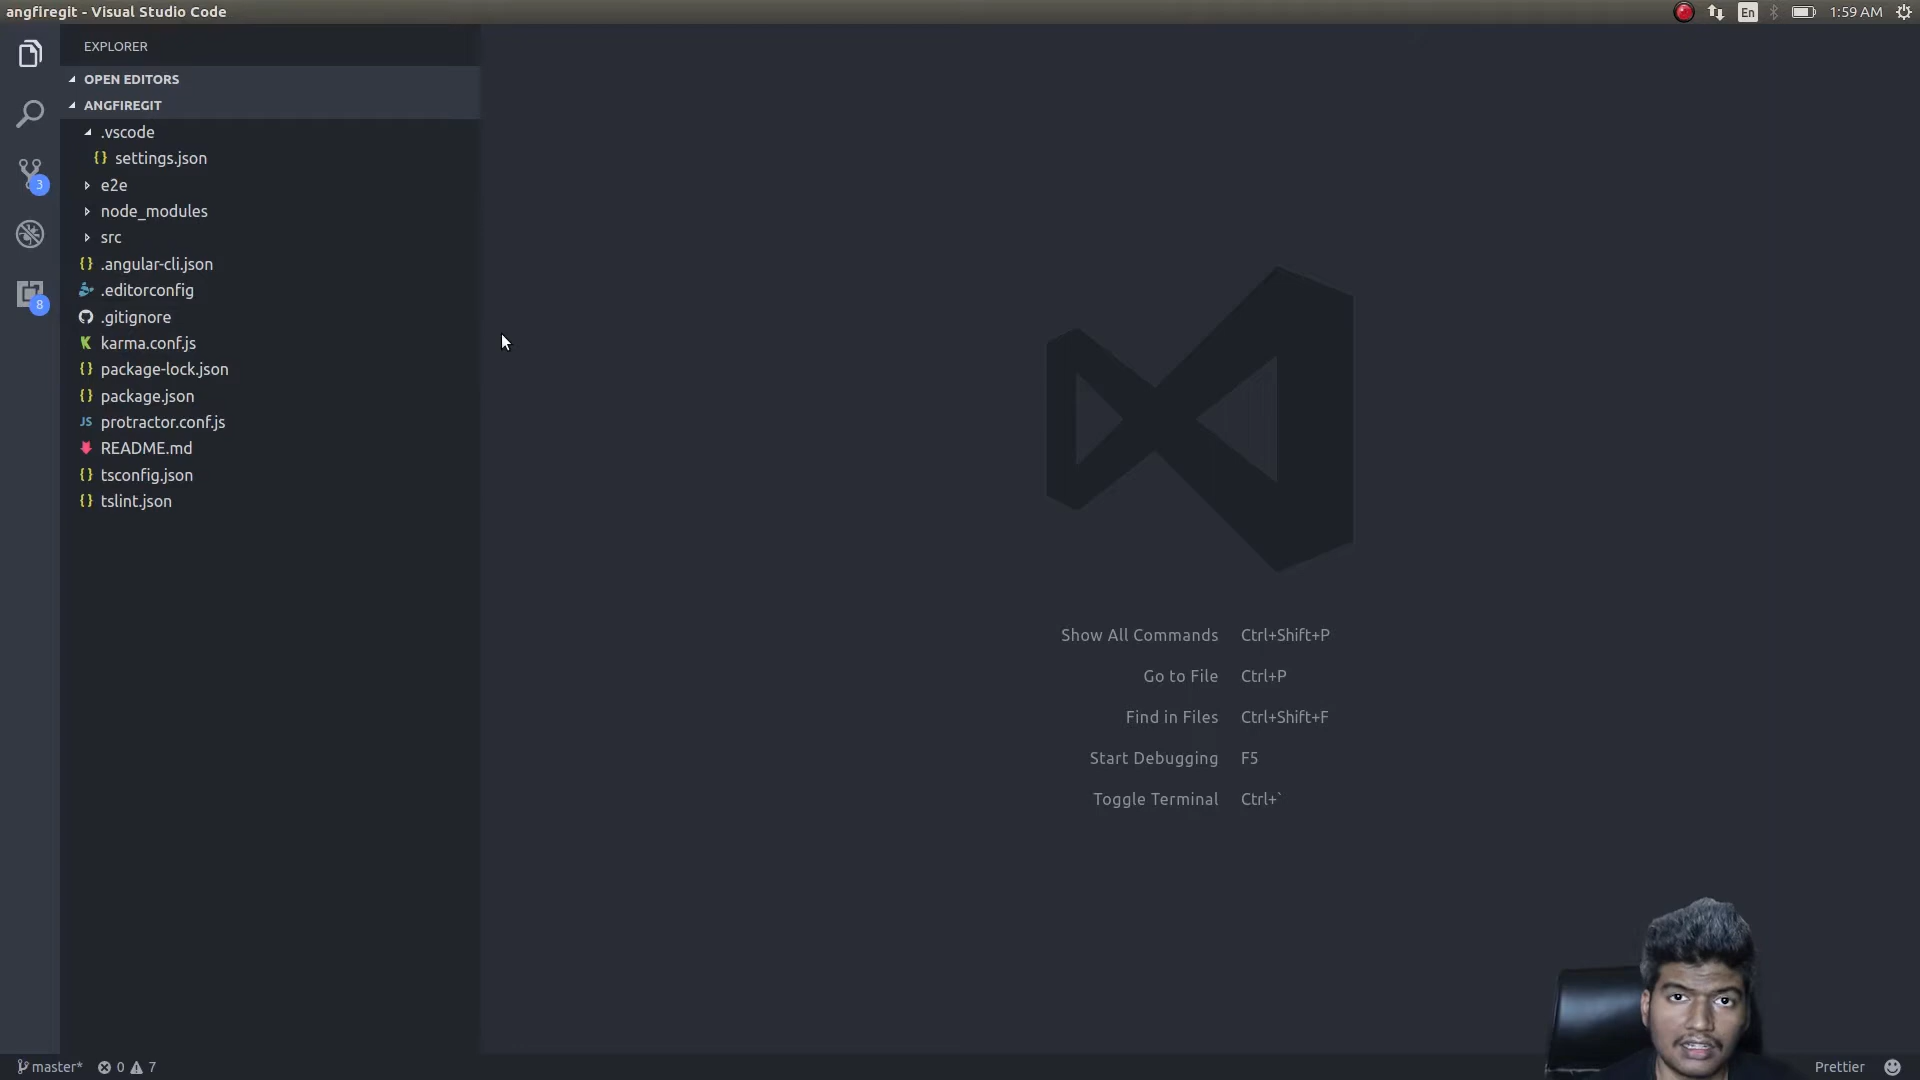 angfiregit - Visual Studio Code
En
1:59 AM
EXPLORER
OPEN EDITORS
ANGFIREGIT
.vscode
{} settings.json
e2e
3
node_modules
src
{} .angular-cli.json
.editorconfig
8
.gitignore
K karma.conf.js
{} package-lock.json
{} package.json
JS protractor.conf.js
README.md
{} tsconfig.json
{} tslint.json
Show All Commands Ctrl+Shift+P
Go to File Ctrl+P
Find in Files Ctrl+Shift+F
Start Debugging F5
Toggle Terminal Ctrl+`
master* 0 7
Prettier